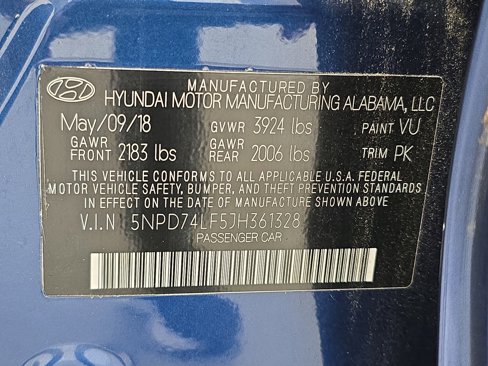 MANUFACTURED BY
HYUNDAI MOTOR MANUFACTURING ALABAMA, LLC
May/09/18 GVWR 3924 lbs PAINT VU
GAWR FRONT 2183 lbs GAWR REAR 2006 lbs TRIM PK
THIS VEHICLE CONFORMS TO ALL APPLICABLE U.S.A. FEDERAL
MOTOR VEHICLE SAFETY, BUMPER, AND THEFT PREVENTION STANDARDS
IN EFFECT ON THE DATE OF MANUFACTURE SHOWN ABOVE
V.I.N 5NPD74LF5JH361328
PASSENGER CAR